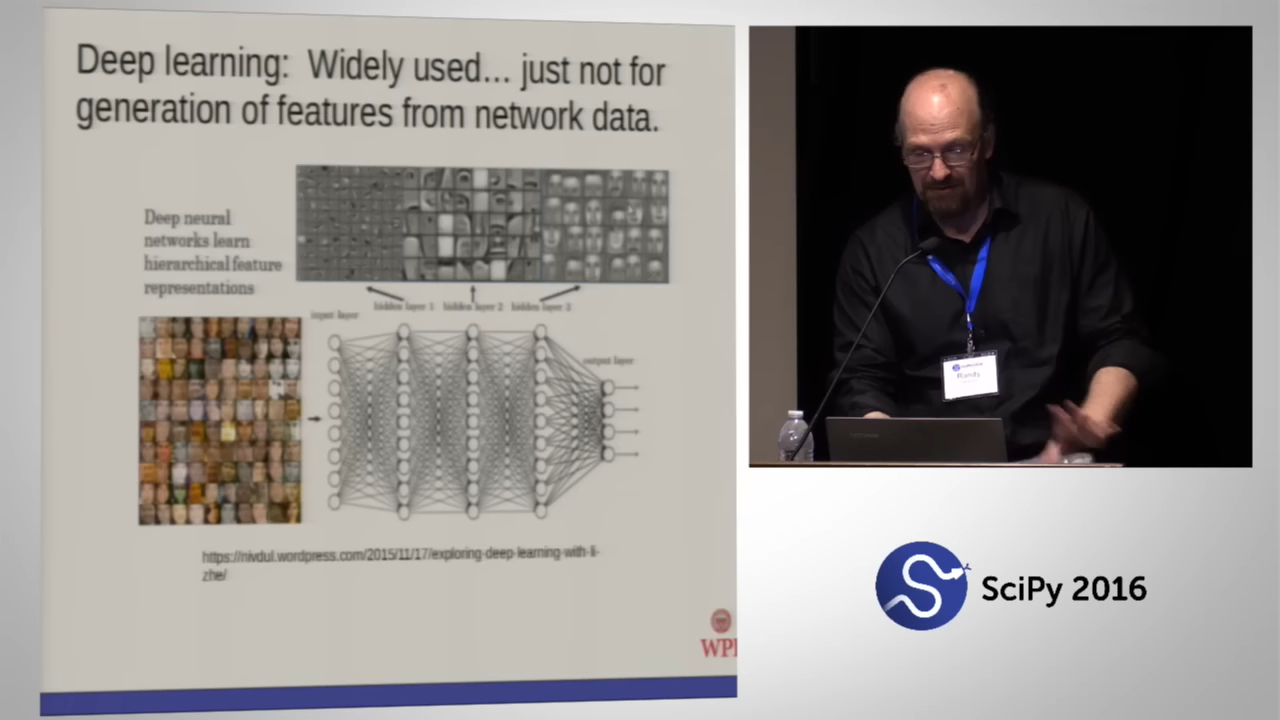 Deep learning: Widely used... just not for
generation of features from network data.
Deep neural
networks learn
hierarchical feature
representations
hidden layer 1 hidden layer 2 hidden layer 3
input layer
output layer
https://nivdul.wordpress.com/2015/11/17/exploring-deep-learning-with-li-
zhe/
WPI
Randy
SciPy 2016